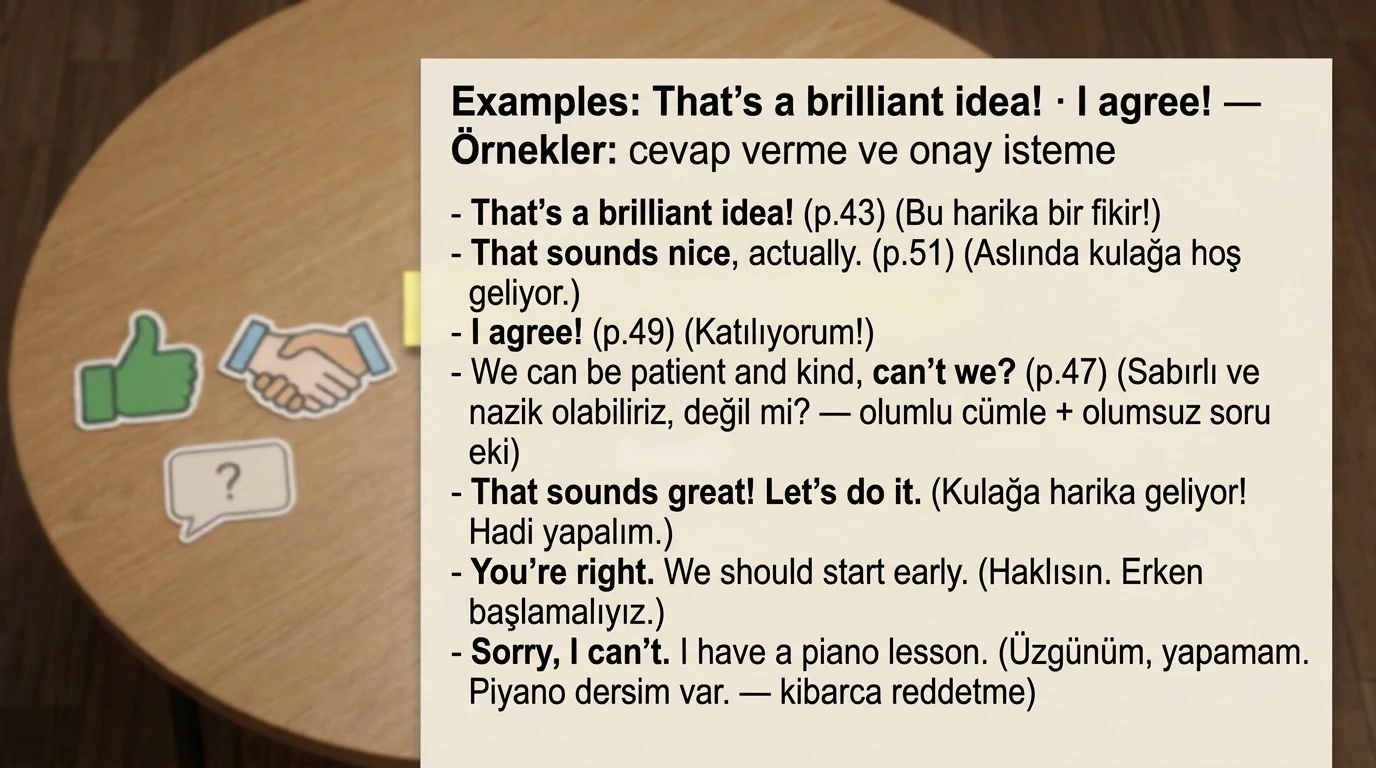 Examples: That’s a brilliant idea! · I agree! —
Örnekler: cevap verme ve onay isteme
- That’s a brilliant idea! (p.43) (Bu harika bir fikir!)
- That sounds nice, actually. (p.51) (Aslında kulağa hoş
geliyor.)
- I agree! (p.49) (Katılıyorum!)
- We can be patient and kind, can’t we? (p.47) (Sabırlı ve
nazik olabiliriz, değil mi? — olumlu cümle + olumsuz soru
eki)
- That sounds great! Let’s do it. (Kulağa harika geliyor!
Hadi yapalım.)
- You’re right. We should start early. (Haklısın. Erken
başlamalıyız.)
- Sorry, I can’t. I have a piano lesson. (Üzgünüm, yapamam.
Piyano dersim var. — kibarca reddetme)
?